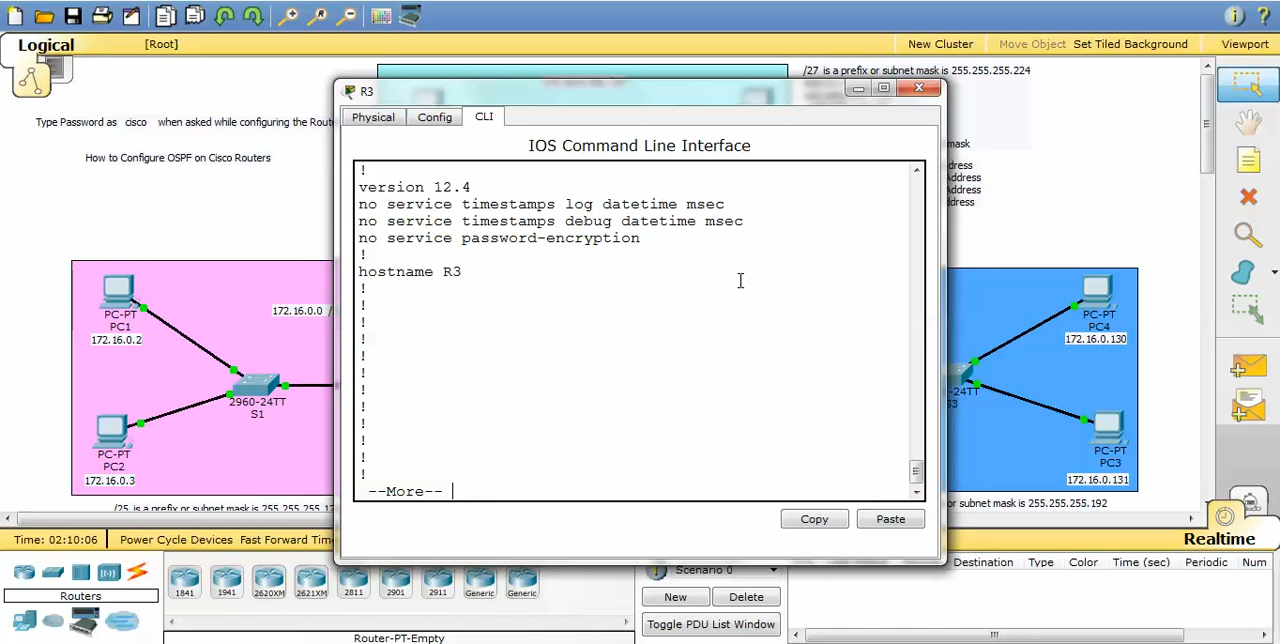 Logical
[Root]
New Cluster
Move Object
Set Tiled Background
Viewport
/27 is a prefix or subnet mask is 255.255.255.224
Type Password as cisco when asked while configuring the
How to Configure OSPF on Cisco Routers
R3
Physical
Config
CLI
IOS Command Line Interface
!
version 12.4
no service timestamps log datetime msec
no service timestamps debug datetime msec
no service password-encryption
!
hostname R3
!
!
!
!
!
!
!
!
!
!
!
!
--More--
Copy
Paste
mask
dress
Address
Address
dress
PC-PT
PC1
172.16.0.2
172.16.0.0 /
2960-24TT
S1
PC-PT
PC2
172.16.0.3
/25 is a prefix or subnet mask is
PC-PT
PC4
172.16.0.130
-24TT
S3
PC-PT
PC3
172.16.0.131
or subnet mask is 255.255.255.192
Time: 02:10:06
Power Cycle Devices
Fast Forward
Realtime
Routers
1841
1941
2620XM
2621XM
2811
2901
2911
Generic
Generic
Router-PT-Empty
Scenario 0
New
Delete
Toggle PDU List Window
Destination
Type
Color
Time (sec)
Periodic
Num